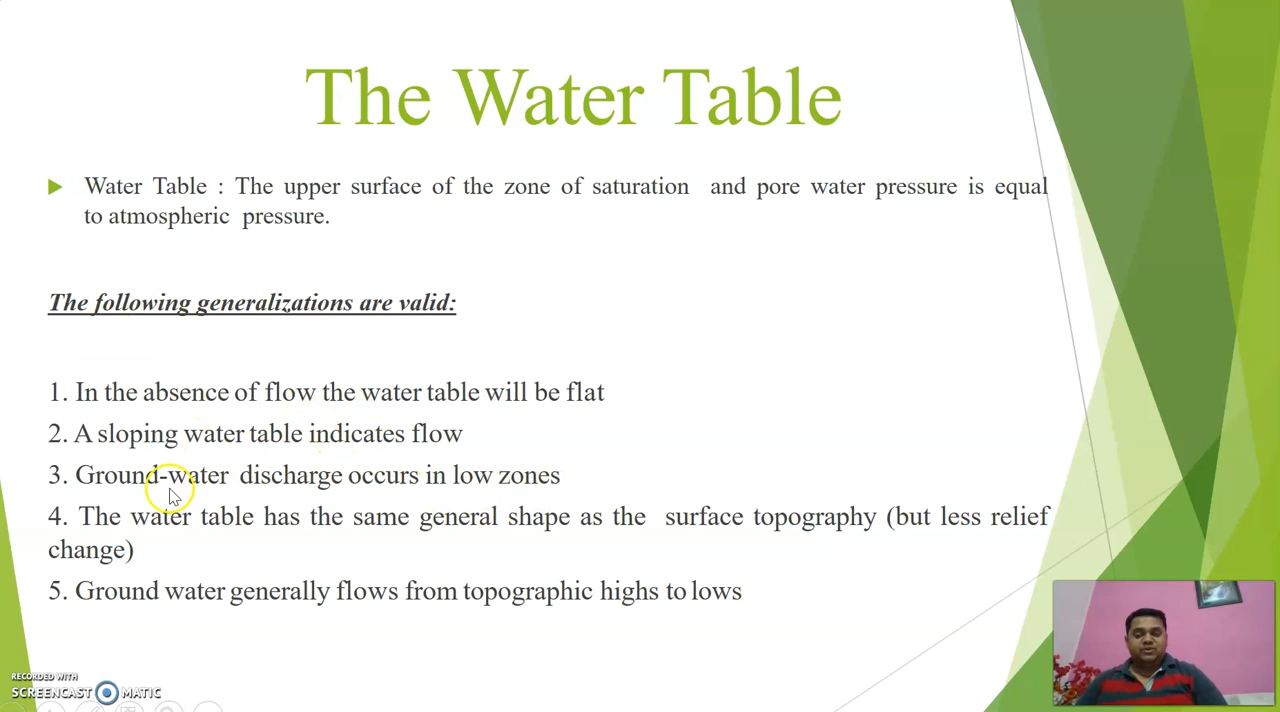 The Water Table
Water Table : The upper surface of the zone of saturation and pore water pressure is equal
to atmospheric pressure.
The following generalizations are valid:
1. In the absence of flow the water table will be flat
2. A sloping water table indicates flow
3. Ground-water discharge occurs in low zones
4. The water table has the same general shape as the surface topography (but less relief
change)
5. Ground water generally flows from topographic highs to lows
RECORDED WITH
SCREENCAST MATIC